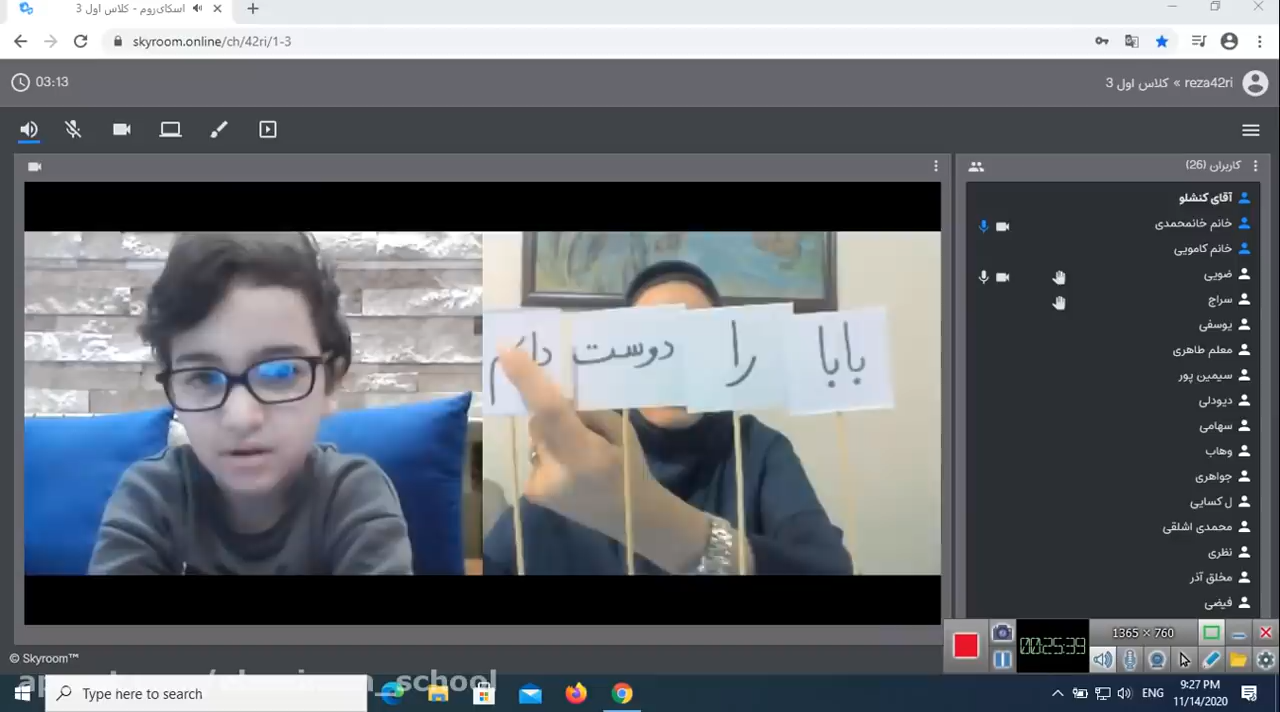 اسکای‌روم - کلاس اول 3
skyroom.online/ch/42ri/1-3
03:13
reza42ri » کلاس اول 3
کاربران (26)
آقای کنشلو
خانم خانمحمدی
خانم کامویی
ضویی
سراج
یوسفی
معلم طاهری
سیمین پور
دیودلی
سهامی
وهاب
جواهری
ل کسایی
محمدی اشلقی
نظری
مخلق آذر
فیضی
بابا را دوست دارم
1365 × 760
00:25:39
© Skyroom™
_school
Type here to search
ENG
9:27 PM
11/14/2020